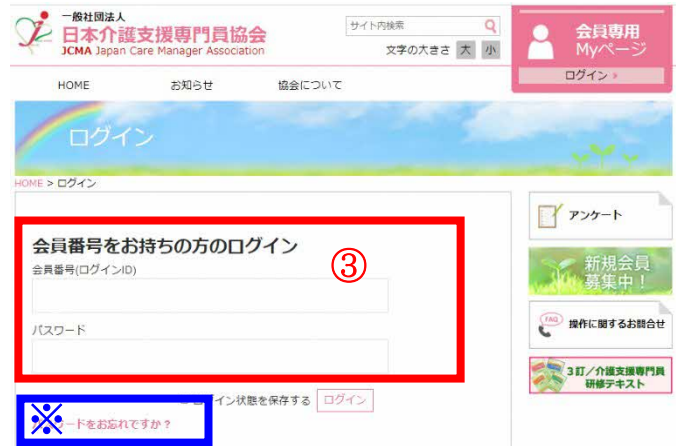 一般社団法人
日本介護支援専門員協会
JCMA Japan Care Manager Association
サイト内検索
文字の大きさ 大 小
会員専用
Myページ
ログイン
HOME お知らせ 協会について
ログイン
HOME > ログイン
会員番号をお持ちの方のログイン
③
会員番号(ログインID)
パスワード
イン状態を保存する ログイン
※
ードをお忘れですか？
アンケート
新規会員
募集中！
FAQ 操作に関するお問合せ
3訂／介護支援専門員
研修テキスト